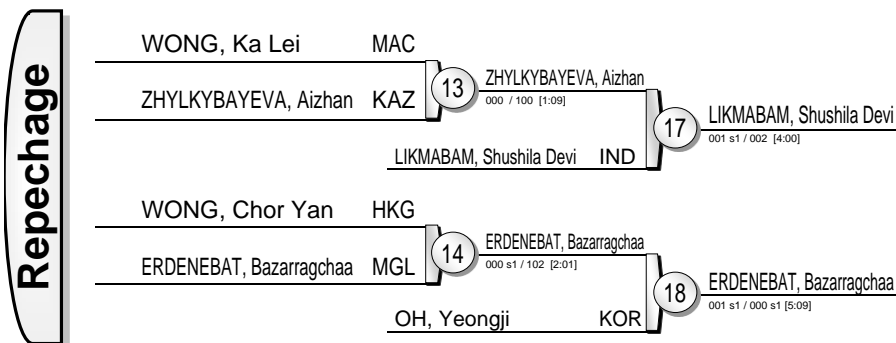 Repechage
WONG, Ka Lei MAC
ZHYLKYBAYEVA, Aizhan KAZ
13
ZHYLKYBAYEVA, Aizhan
000 / 100 [1:09]
LIKMABAM, Shushila Devi IND
17
LIKMABAM, Shushila Devi
001 s1 / 002 [4:00]
WONG, Chor Yan HKG
ERDENEBAT, Bazarragchaa MGL
14
ERDENEBAT, Bazarragchaa
000 s1 / 102 [2:01]
OH, Yeongji KOR
18
ERDENEBAT, Bazarragchaa
001 s1 / 000 s1 [5:09]